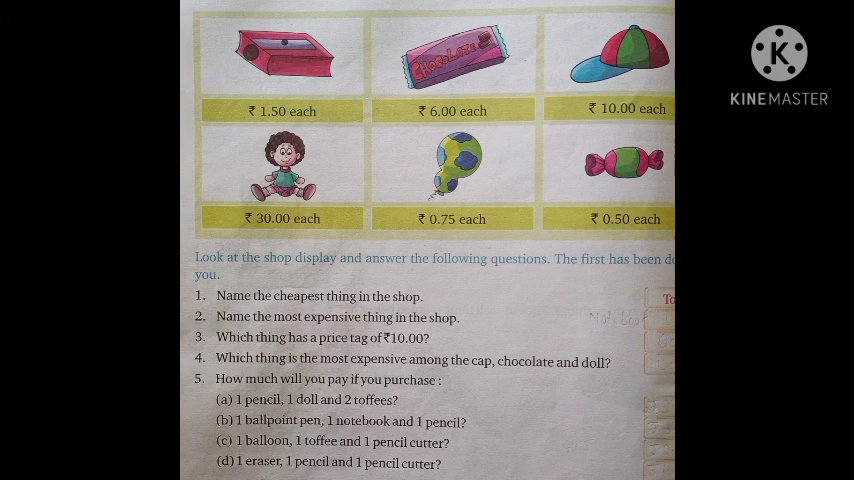 CHOCOLATE
₹ 1.50 each
₹ 6.00 each
₹ 10.00 each
₹ 30.00 each
₹ 0.75 each
₹ 0.50 each
Look at the shop display and answer the following questions. The first has been
you.
1. Name the cheapest thing in the shop.
To
2. Name the most expensive thing in the shop.
3. Which thing has a price tag of ₹10.00?
4. Which thing is the most expensive among the cap, chocolate and doll?
5. How much will you pay if you purchase :
(a) 1 pencil, 1 doll and 2 toffees?
(b) 1 ballpoint pen, 1 notebook and 1 pencil?
(c) 1 balloon, 1 toffee and 1 pencil cutter?
(d) 1 eraser, 1 pencil and 1 pencil cutter?
K
KINEMASTER